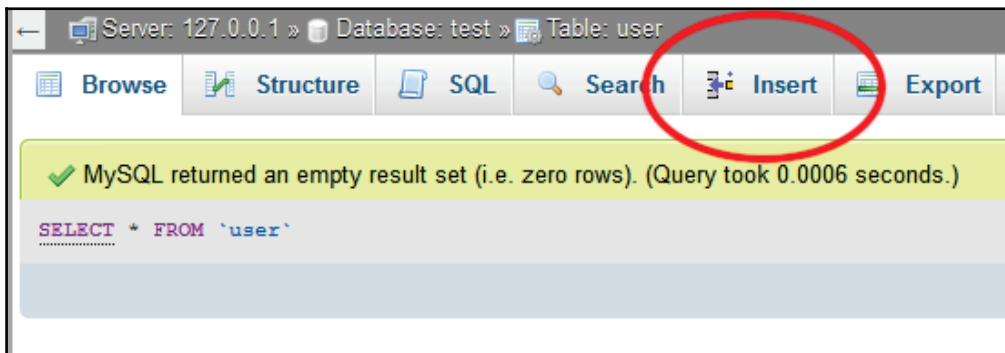 ← Server: 127.0.0.1 » Database: test » Table: user
Browse Structure SQL Search Insert Export
MySQL returned an empty result set (i.e. zero rows). (Query took 0.0006 seconds.)
SELECT * FROM `user`